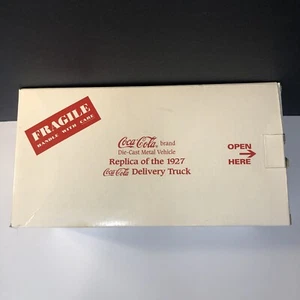 FRAGILE
HANDLE WITH CARE
Coca-Cola® brand
Die-Cast Metal Vehicle
Replica of the 1927
Coca-Cola Delivery Truck
OPEN
HERE